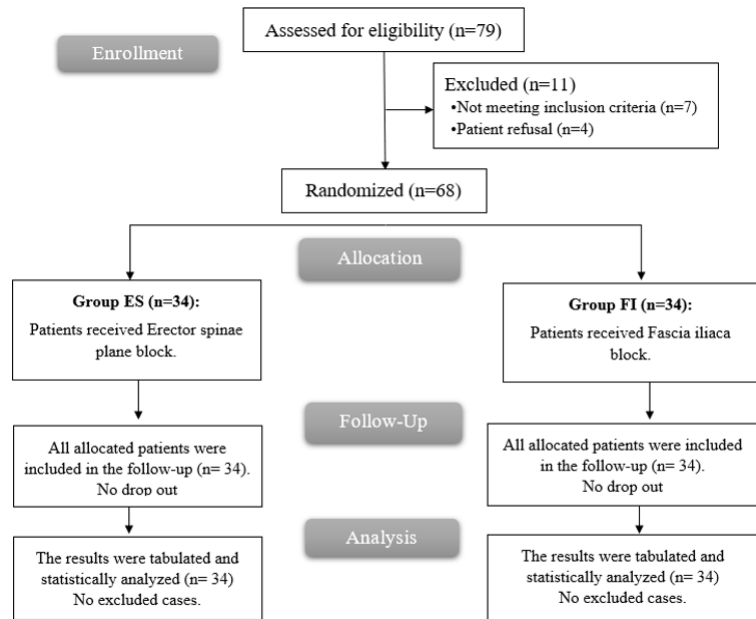 Assessed for eligibility (n=79)
Enrollment
Excluded (n=11)
•Not meeting inclusion criteria (n=7)
•Patient refusal (n=4)
Randomized (n=68)
Allocation
Group ES (n=34):
Patients received Erector spinae
plane block.
Group FI (n=34):
Patients received Fascia iliaca
block.
Follow-Up
All allocated patients were
included in the follow-up (n= 34).
No drop out
All allocated patients were included
in the follow-up (n= 34).
No drop out
Analysis
The results were tabulated and
statistically analyzed (n= 34)
No excluded cases.
The results were tabulated and
statistically analyzed (n= 34)
No excluded cases.